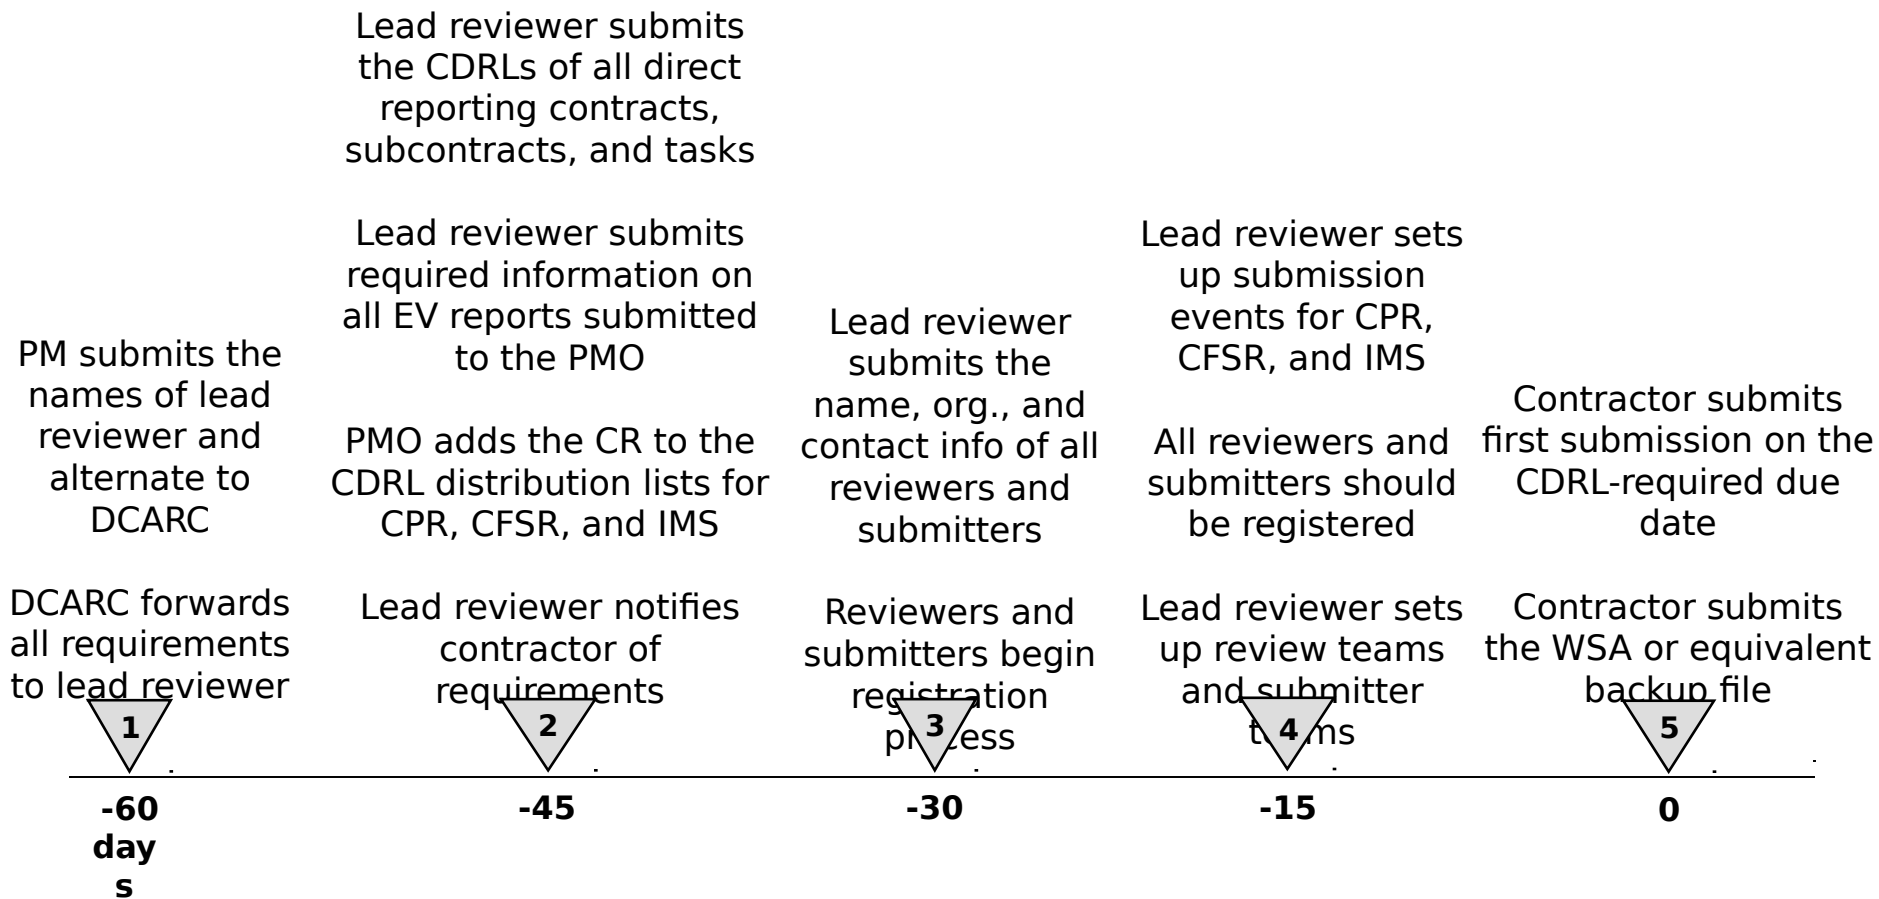 PM submits the
names of lead
reviewer and
alternate to
DCARC
DCARC forwards
all requirements
to lead reviewer
Lead reviewer submits
the CDRLs of all direct
reporting contracts,
subcontracts, and tasks
Lead reviewer submits
required information on
all EV reports submitted
to the PMO
PMO adds the CR to the
CDRL distribution lists for
CPR, CFSR, and IMS
Lead reviewer notifies
contractor of
requirements
Lead reviewer
submits the
name, org., and
contact info of all
reviewers and
submitters
Reviewers and
submitters begin
registration
process
Lead reviewer sets
up submission
events for CPR,
CFSR, and IMS
All reviewers and
submitters should
be registered
Lead reviewer sets
up review teams
and submitter
teams
Contractor submits
first submission on the
CDRL-required due
date
Contractor submits
the WSA or equivalent
backup file
1
2
3
4
5
-60
day
s
-45
-30
-15
0